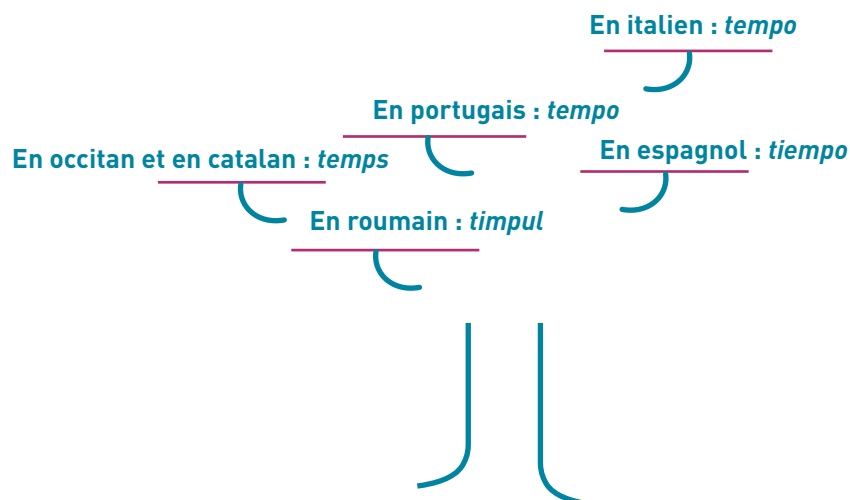 En italien : tempo
En portugais : tempo
En espagnol : tiempo
En occitan et en catalan : temps
En roumain : timpul